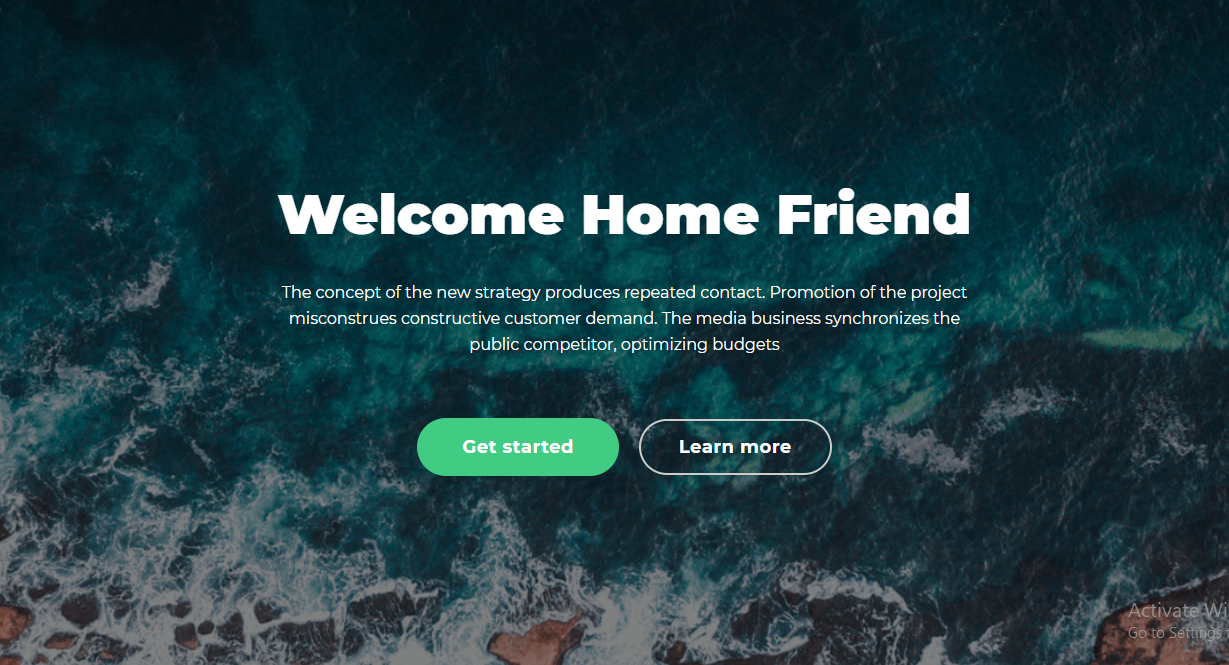 Welcome Home Friend
The concept of the new strategy produces repeated contact. Promotion of the project
misconstrues constructive customer demand. The media business synchronizes the
public competitor, optimizing budgets
Get started
Learn more
Activate Wi
Go to Settings